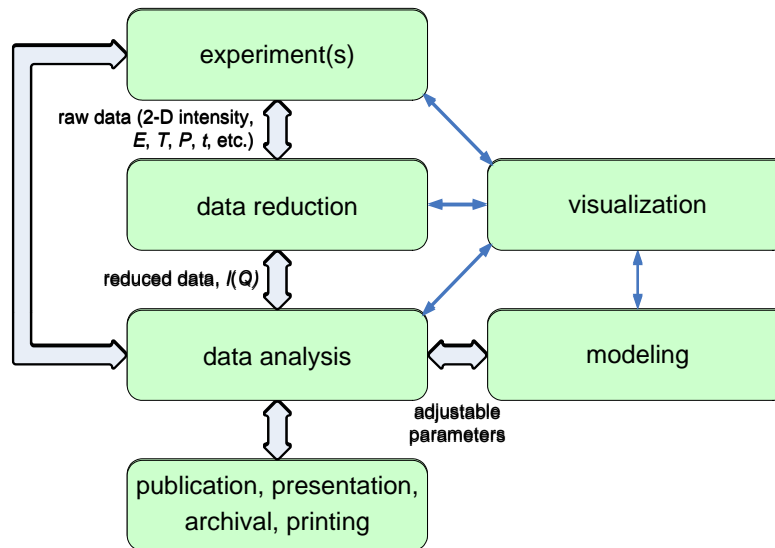 experiment(s)
raw data (2-D intensity,
E, T, P, t, etc.)
data reduction
visualization
reduced data, I(Q)
data analysis
modeling
adjustable
parameters
publication, presentation,
archival, printing